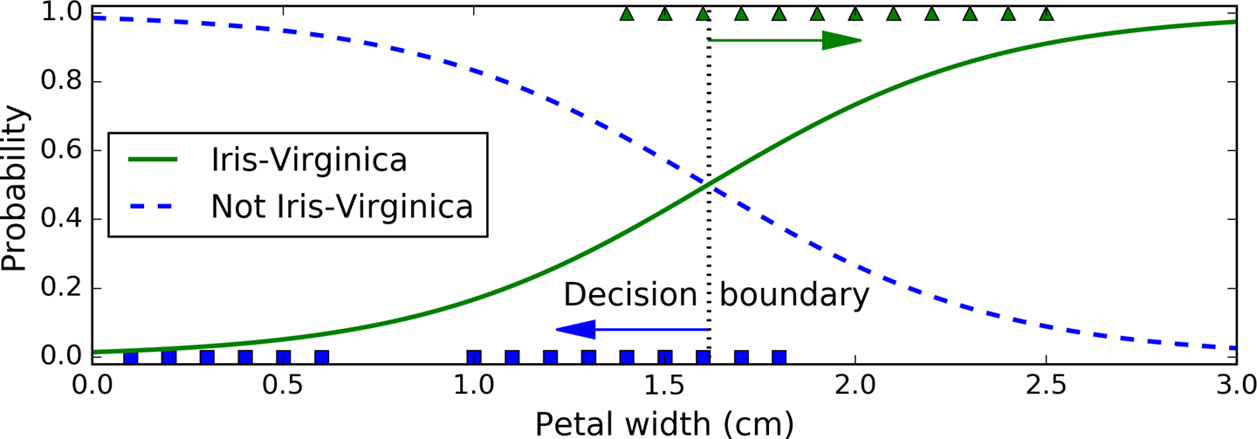 1.0
0.8
0.6
0.4
0.2
0.0
Probability
Iris-Virginica
Not Iris-Virginica
Decision boundary
0.0 0.5 1.0 1.5 2.0 2.5 3.0
Petal width (cm)